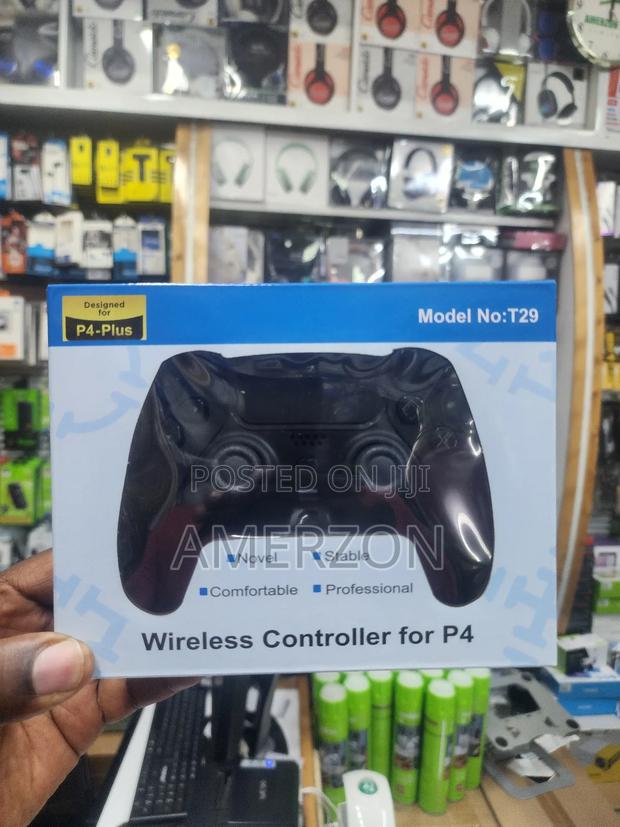 AMERZON
Designed
for
P4-Plus
Model No:T29
POSTED ON JIJI
AMERZON
Novel
Stable
Comfortable
Professional
Wireless Controller for P4